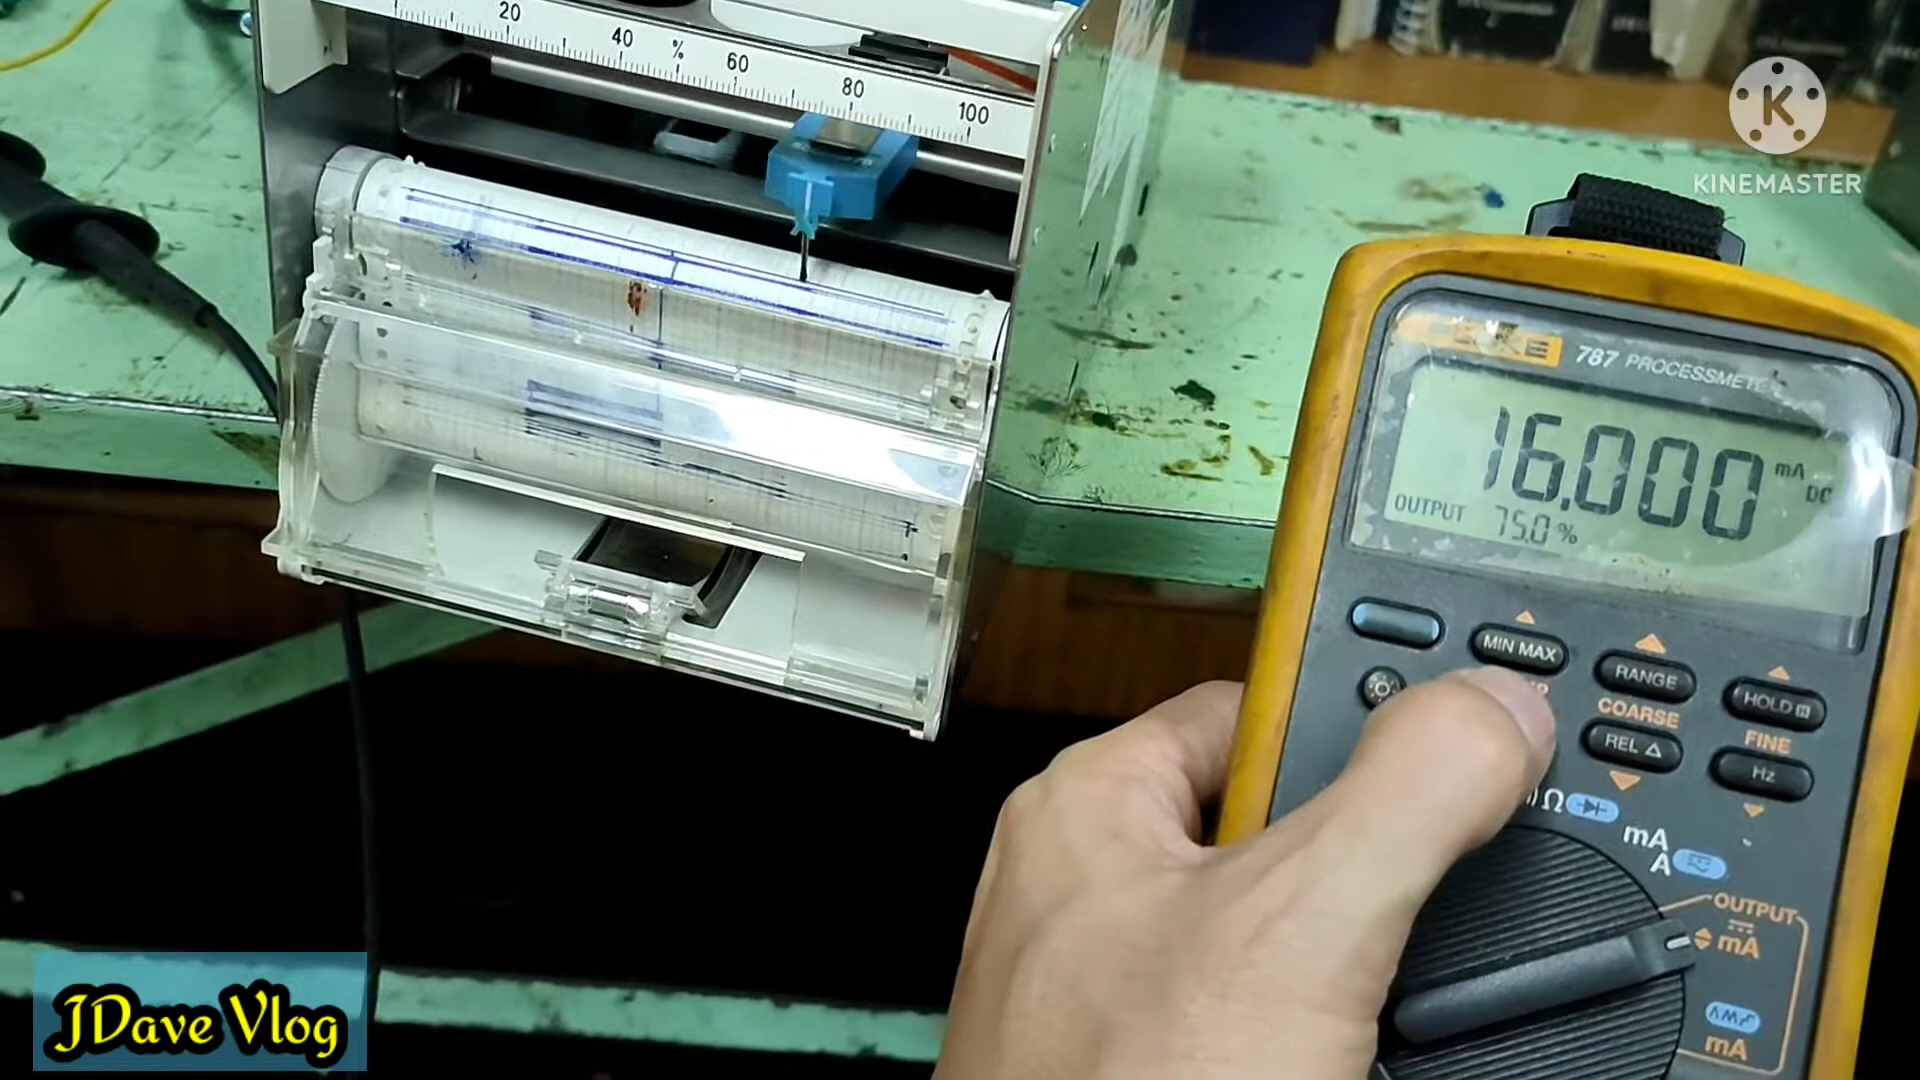 20
40
%
60
80
100
KINEMASTER
787 PROCESSMETER
16.000 mA DC
OUTPUT 75.0 %
MIN MAX
RANGE
HOLD H
COARSE
FINE
REL Δ
Hz
Ω
mA
A
OUTPUT
mA
mA
JDave Vlog